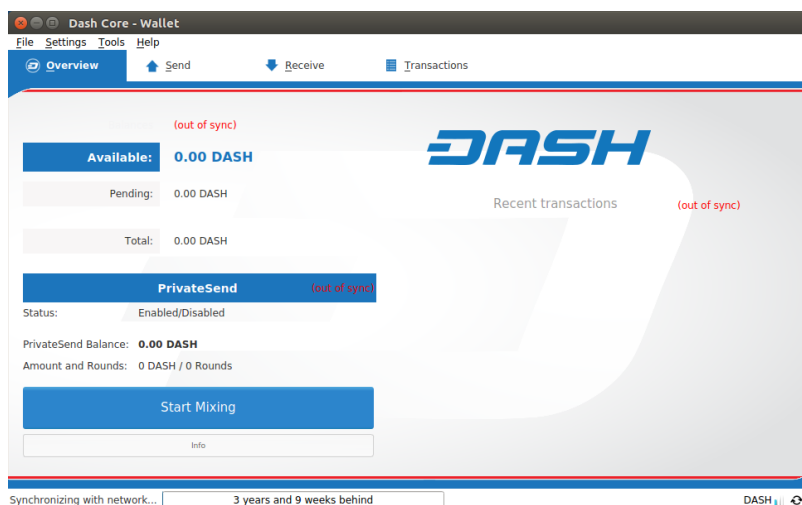 Dash Core - Wallet
File Settings Tools Help
Overview Send Receive Transactions
(out of sync)
Available: 0.00 DASH
Pending: 0.00 DASH
Total: 0.00 DASH
PrivateSend (out of sync)
Status: Enabled/Disabled
PrivateSend Balance: 0.00 DASH
Amount and Rounds: 0 DASH / 0 Rounds
Start Mixing
Info
DASH
Recent transactions (out of sync)
Synchronizing with network... 3 years and 9 weeks behind DASH